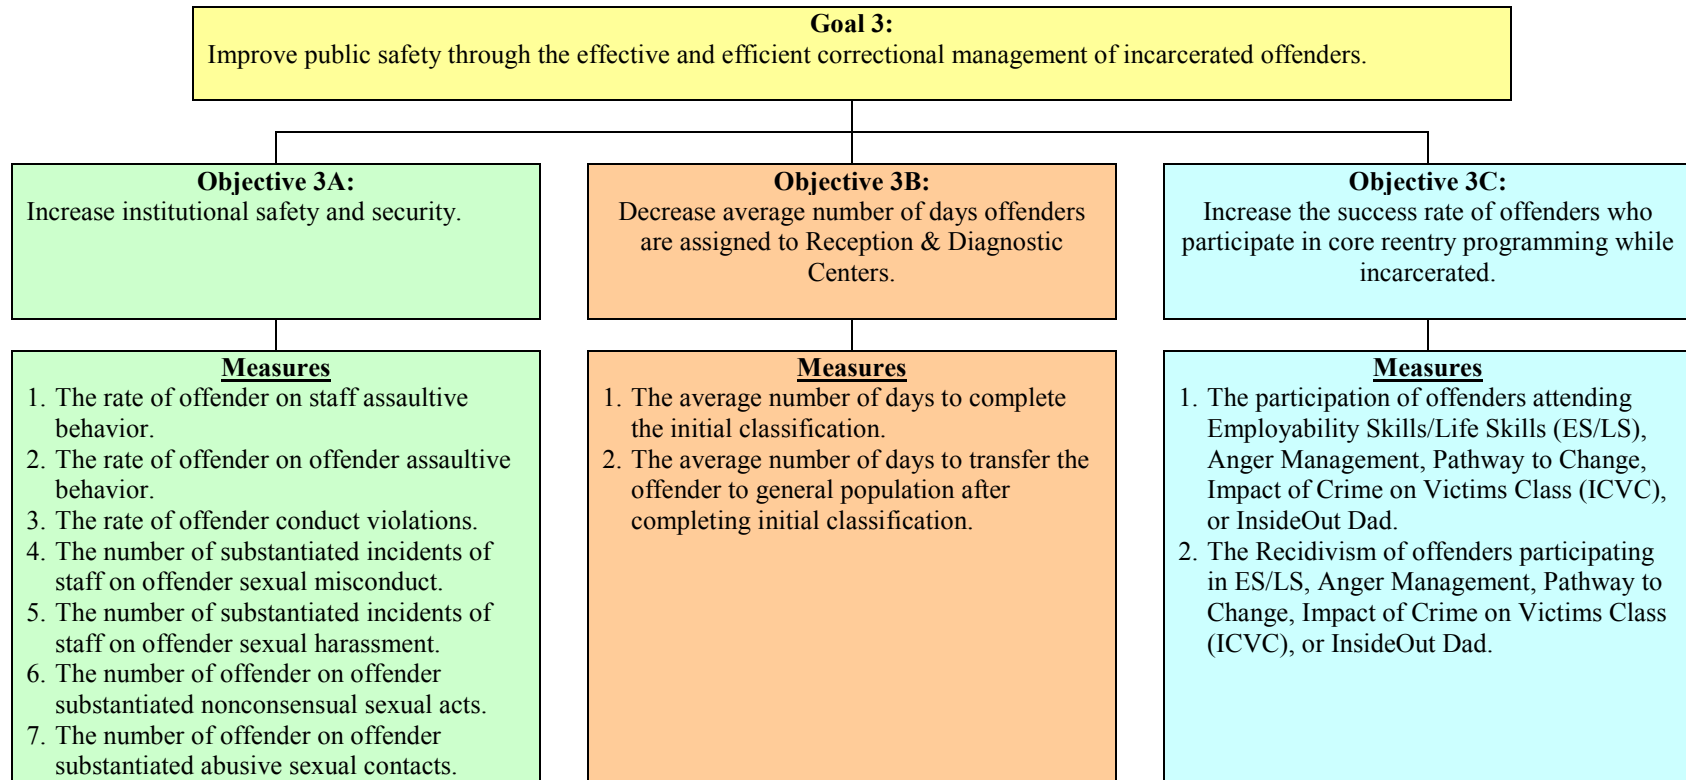 Goal 3:
Improve public safety through the effective and efficient correctional management of incarcerated offenders.
Objective 3A:
Increase institutional safety and security.
Objective 3B:
Decrease average number of days offenders
are assigned to Reception & Diagnostic
Centers.
Objective 3C:
Increase the success rate of offenders who
participate in core reentry programming while
incarcerated.
Measures
1. The rate of offender on staff assaultive
behavior.
2. The rate of offender on offender assaultive
behavior.
3. The rate of offender conduct violations.
4. The number of substantiated incidents of
staff on offender sexual misconduct.
5. The number of substantiated incidents of
staff on offender sexual harassment.
6. The number of offender on offender
substantiated nonconsensual sexual acts.
7. The number of offender on offender
substantiated abusive sexual contacts.
Measures
1. The average number of days to complete
the initial classification.
2. The average number of days to transfer the
offender to general population after
completing initial classification.
Measures
1. The participation of offenders attending
Employability Skills/Life Skills (ES/LS),
Anger Management, Pathway to Change,
Impact of Crime on Victims Class (ICVC),
or InsideOut Dad.
2. The Recidivism of offenders participating
in ES/LS, Anger Management, Pathway to
Change, Impact of Crime on Victims Class
(ICVC), or InsideOut Dad.